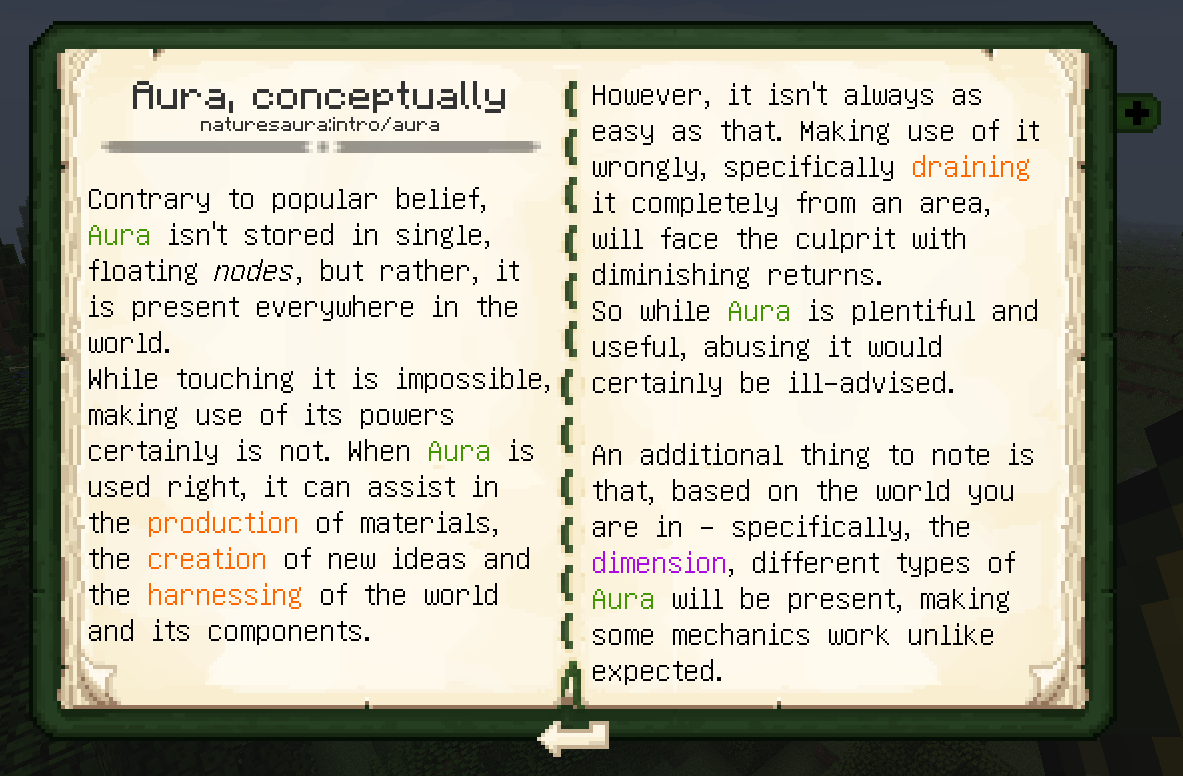 Aura, conceptually
naturesaura:intro/aura
Contrary to popular belief,
Aura isn't stored in single,
floating nodes, but rather, it
is present everywhere in the
world.
While touching it is impossible,
making use of its powers
certainly is not. When Aura is
used right, it can assist in
the production of materials,
the creation of new ideas and
the harnessing of the world
and its components.
However, it isn't always as
easy as that. Making use of it
wrongly, specifically draining
it completely from an area,
will face the culprit with
diminishing returns.
So while Aura is plentiful and
useful, abusing it would
certainly be ill-advised.
An additional thing to note is
that, based on the world you
are in - specifically, the
dimension, different types of
Aura will be present, making
some mechanics work unlike
expected.